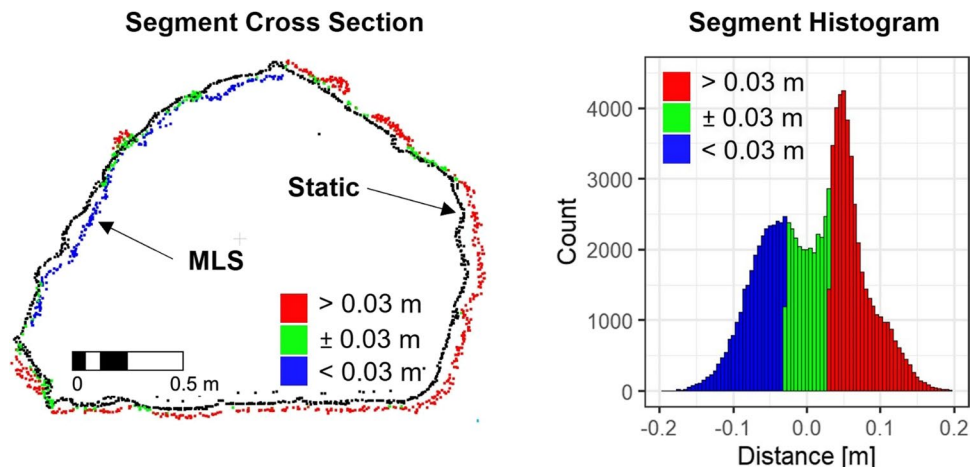 Segment Cross Section
Static
MLS
> 0.03 m
± 0.03 m
< 0.03 m
0
0.5 m
Segment Histogram
> 0.03 m
± 0.03 m
< 0.03 m
Count
4000
3000
2000
1000
0
-0.2
-0.1
0.0
0.1
0.2
Distance [m]